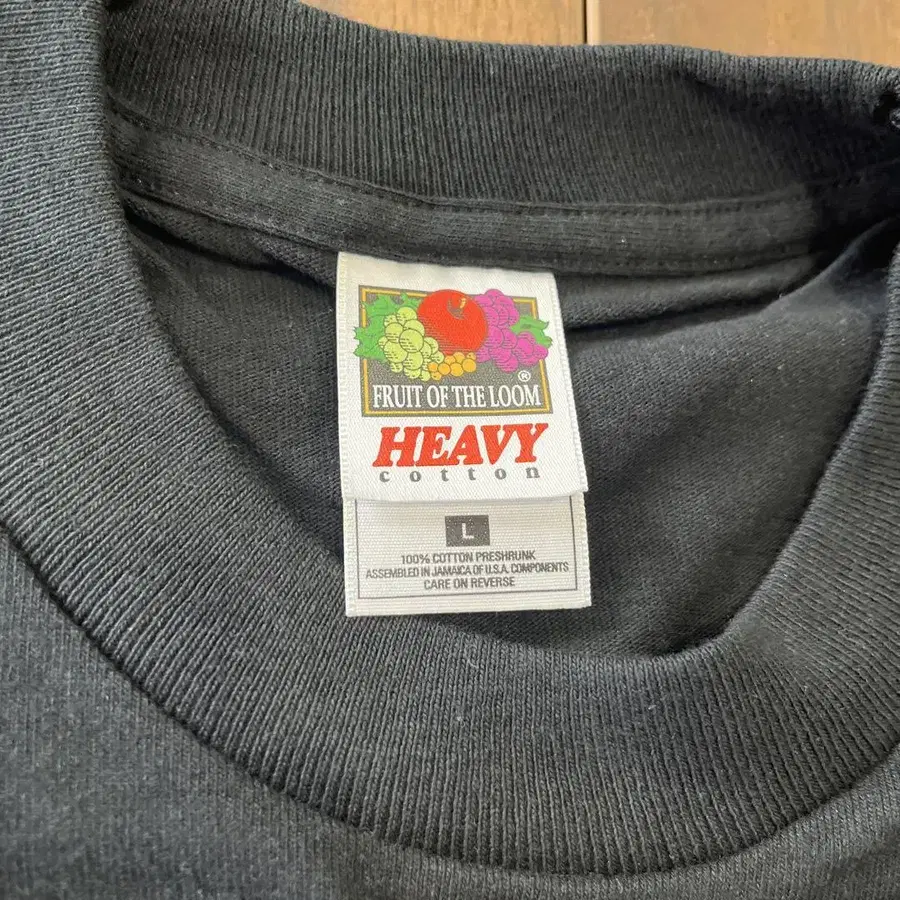 ®
FRUIT OF THE LOOM
HEAVY
cotton
L
100% COTTON PRESHRUNK
ASSEMBLED IN JAMAICA OF U.S.A. COMPONENTS
CARE ON REVERSE